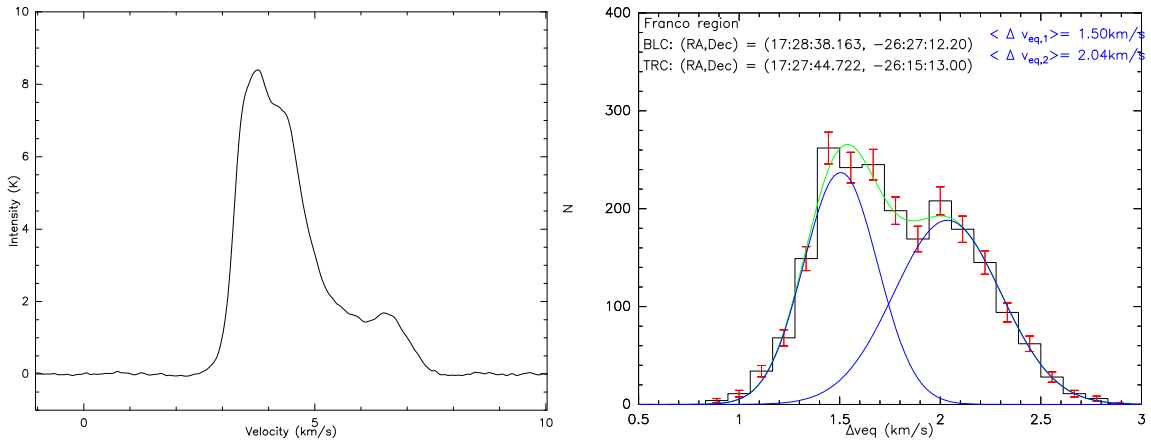 10
8
6
4
2
0
Intensity (K)
0
5
10
Velocity (km/s)
400
300
200
100
0
N
Franco region
BLC: (RA,Dec) = (17:28:38.163, −26:27:12.20)
TRC: (RA,Dec) = (17:27:44.722, −26:15:13.00)
< Δ v_eq,1 >= 1.50km/s
< Δ v_eq,2 >= 2.04km/s
0.5
1
1.5
2
2.5
3
Δveq (km/s)